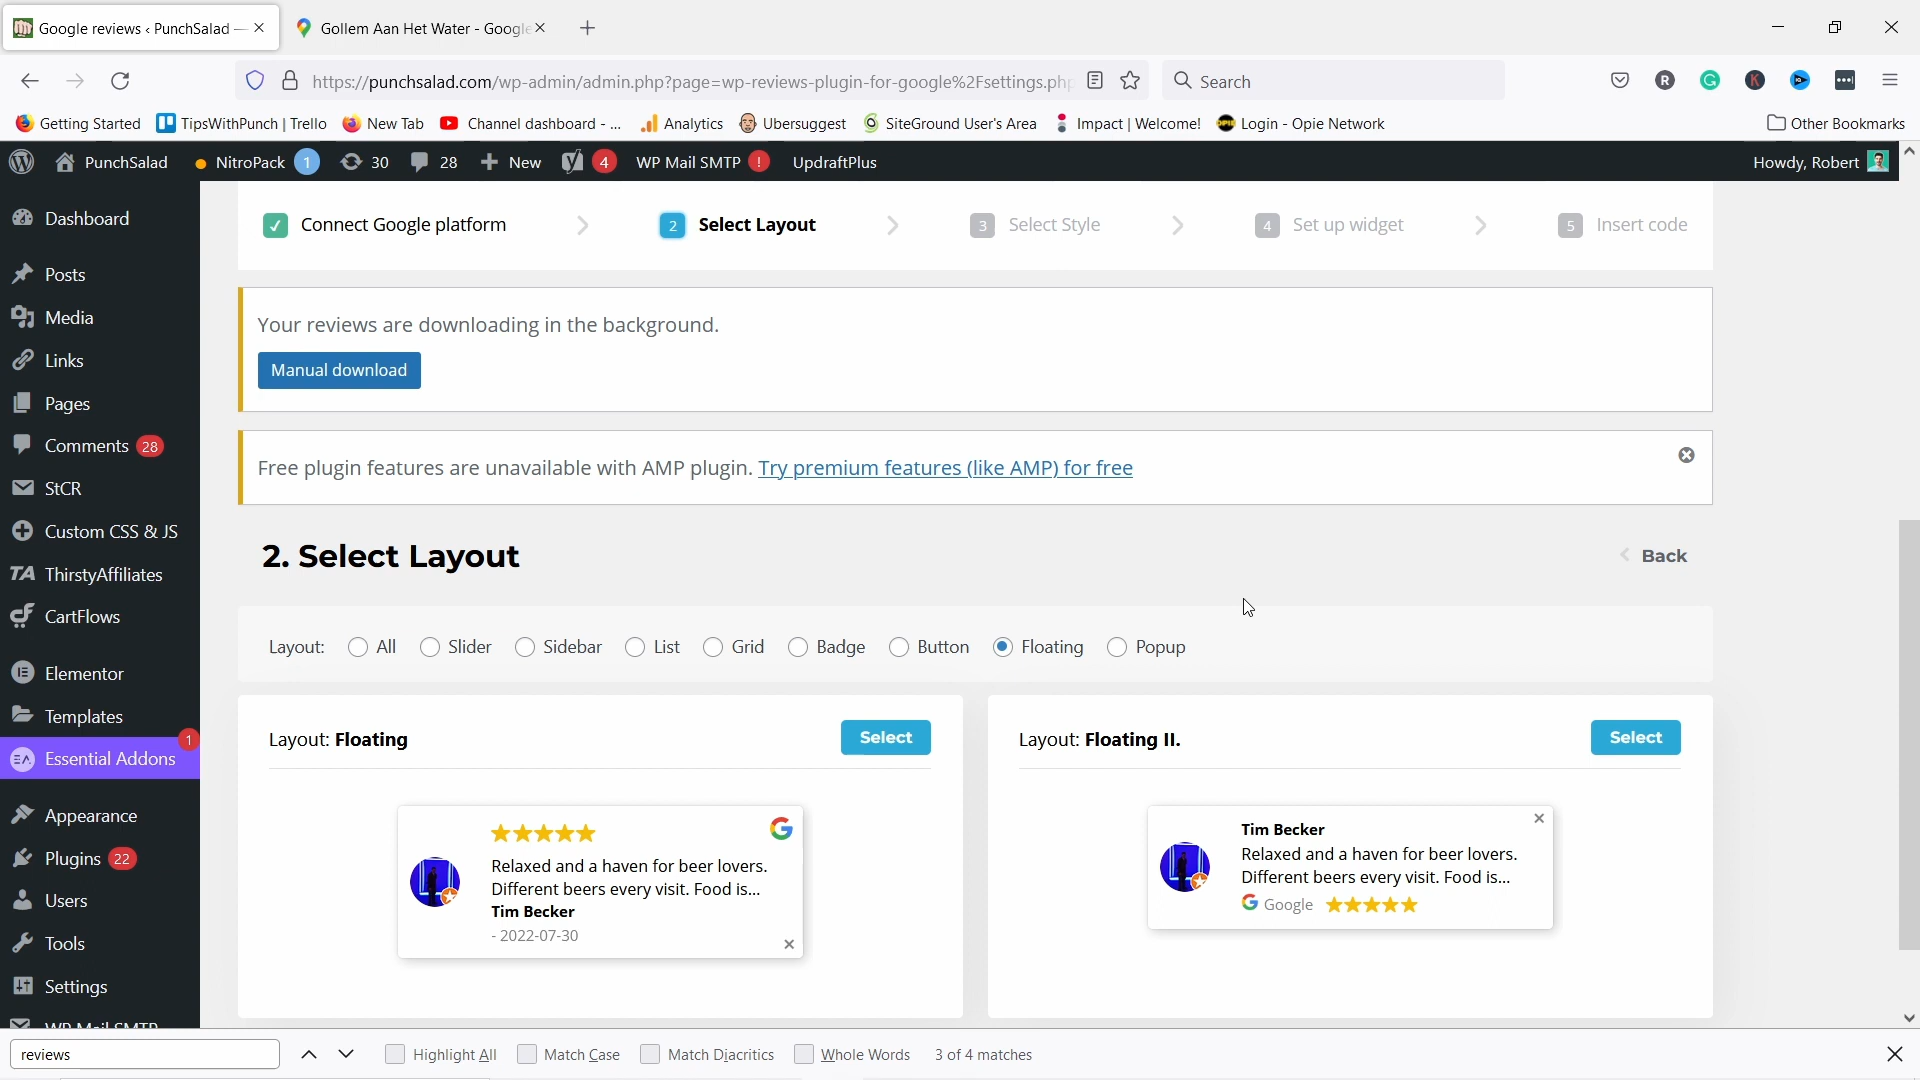 Google reviews ‹ PunchSalad —
Gollem Aan Het Water - Google
https://punchsalad.com/wp-admin/admin.php?page=wp-reviews-plugin-for-google%2Fsettings.php
Search
Getting Started
TipsWithPunch | Trello
New Tab
Channel dashboard - ...
Analytics
Ubersuggest
SiteGround User's Area
Impact | Welcome!
Login - Opie Network
Other Bookmarks
PunchSalad
NitroPack 1
30
28
New
4
WP Mail SMTP !
UpdraftPlus
Howdy, Robert
Dashboard
Posts
Media
Links
Pages
Comments 28
StCR
Custom CSS & JS
TA ThirstyAffiliates
CartFlows
Elementor
Templates
1
EA Essential Addons
Appearance
Plugins 22
Users
Tools
Settings
WP Mail SMTP
Connect Google platform
2 Select Layout
3 Select Style
4 Set up widget
5 Insert code
Your reviews are downloading in the background.
Manual download
Free plugin features are unavailable with AMP plugin. Try premium features (like AMP) for free
2. Select Layout
Back
Layout: All Slider Sidebar List Grid Badge Button Floating Popup
Layout: Floating
Select
Relaxed and a haven for beer lovers.
Different beers every visit. Food is...
Tim Becker
- 2022-07-30
Layout: Floating II.
Select
Tim Becker
Relaxed and a haven for beer lovers.
Different beers every visit. Food is...
Google
reviews
Highlight All
Match Case
Match Diacritics
Whole Words
3 of 4 matches